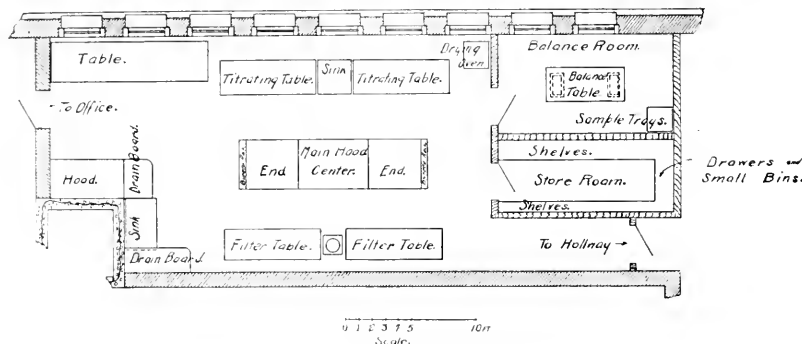 Table.
Titrating Table.
Sink
Titrating Table.
Drying
Oven
Balance Room.
Balance
Table
Sample Trays.
To Office.
Hood.
Drain Board.
Sink
Drain Board.
End
Main Hood
Center.
End.
Shelves.
Store Room.
Shelves.
Drawers and
Small Bins.
Filter Table.
Filter Table.
To Hallway
0 1 2 3 4 5 10 ft
Scale.